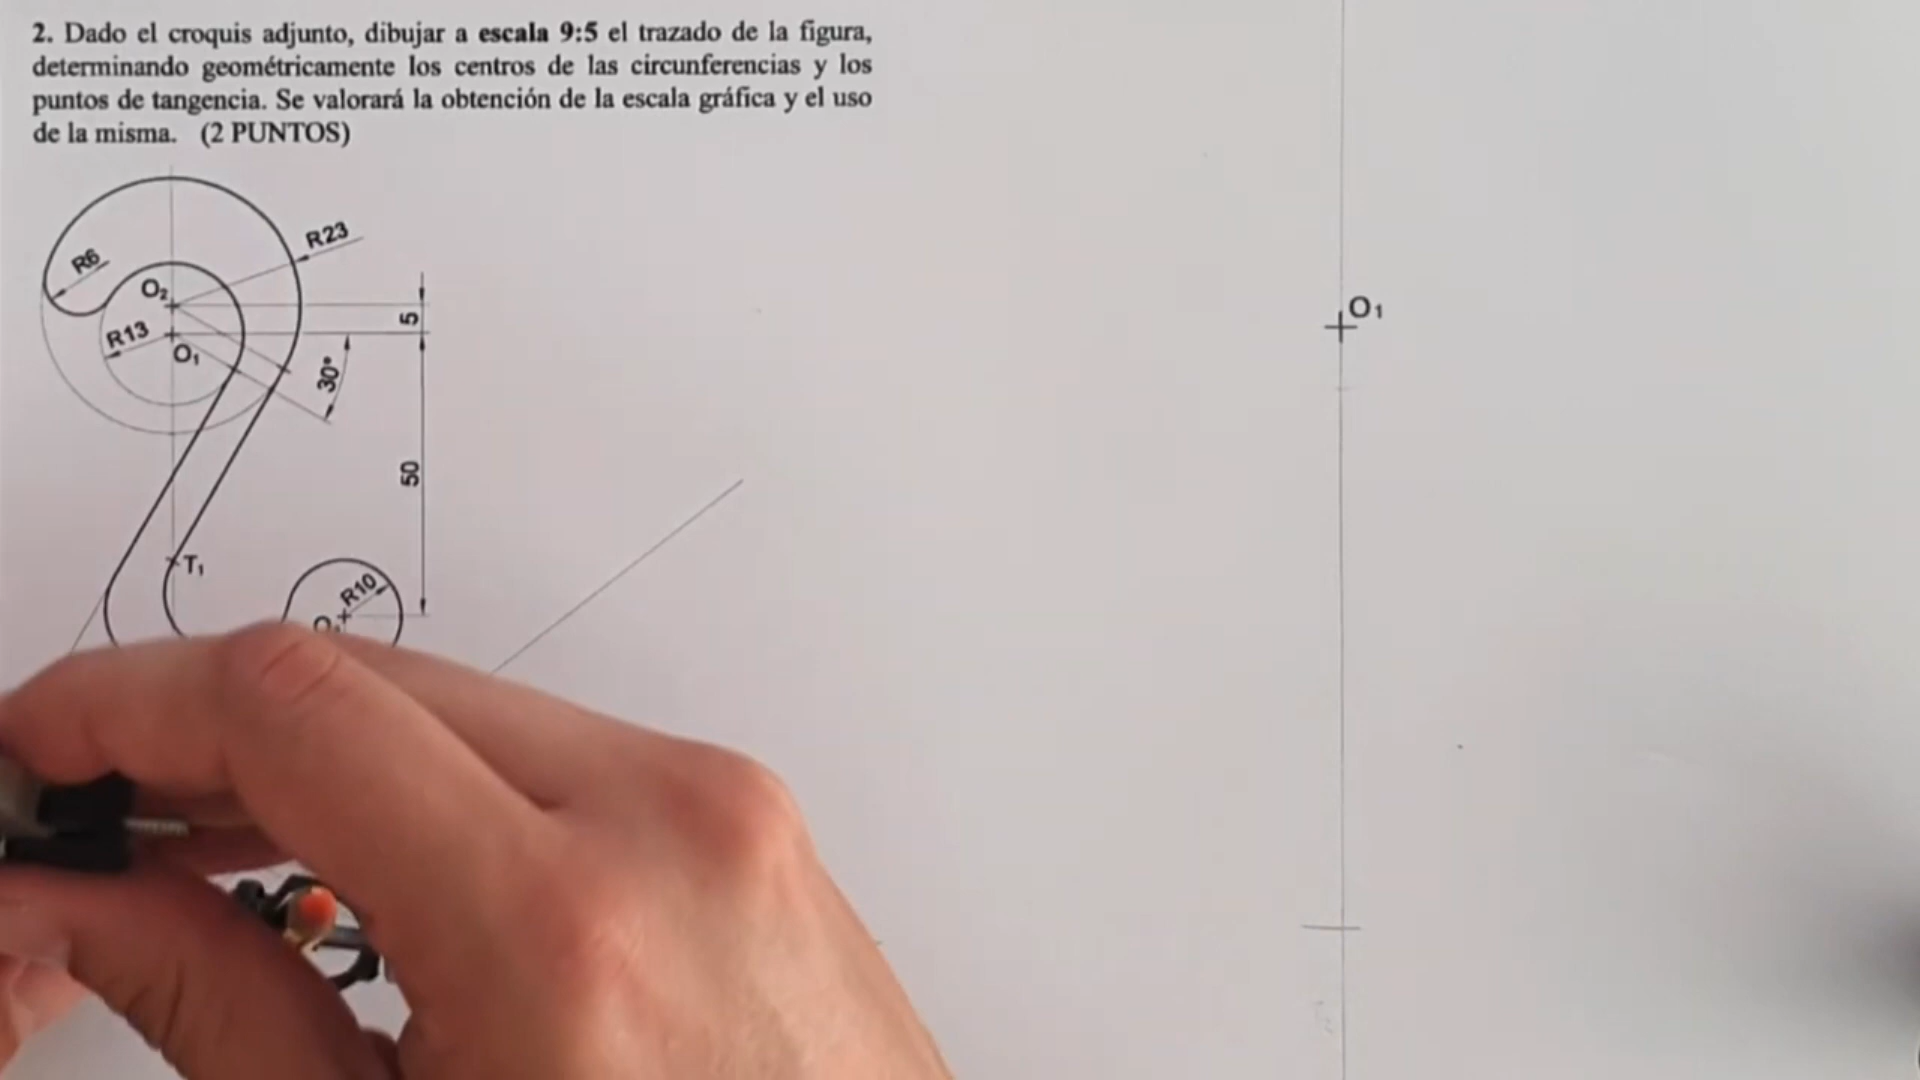 2. Dado el croquis adjunto, dibujar a escala 9:5 el trazado de la figura,
determinando geométricamente los centros de las circunferencias y los
puntos de tangencia. Se valorará la obtención de la escala gráfica y el uso
de la misma. (2 PUNTOS)
R23
R6
O₂
5
R13
O₁
30°
50
T₁
R10
O₁